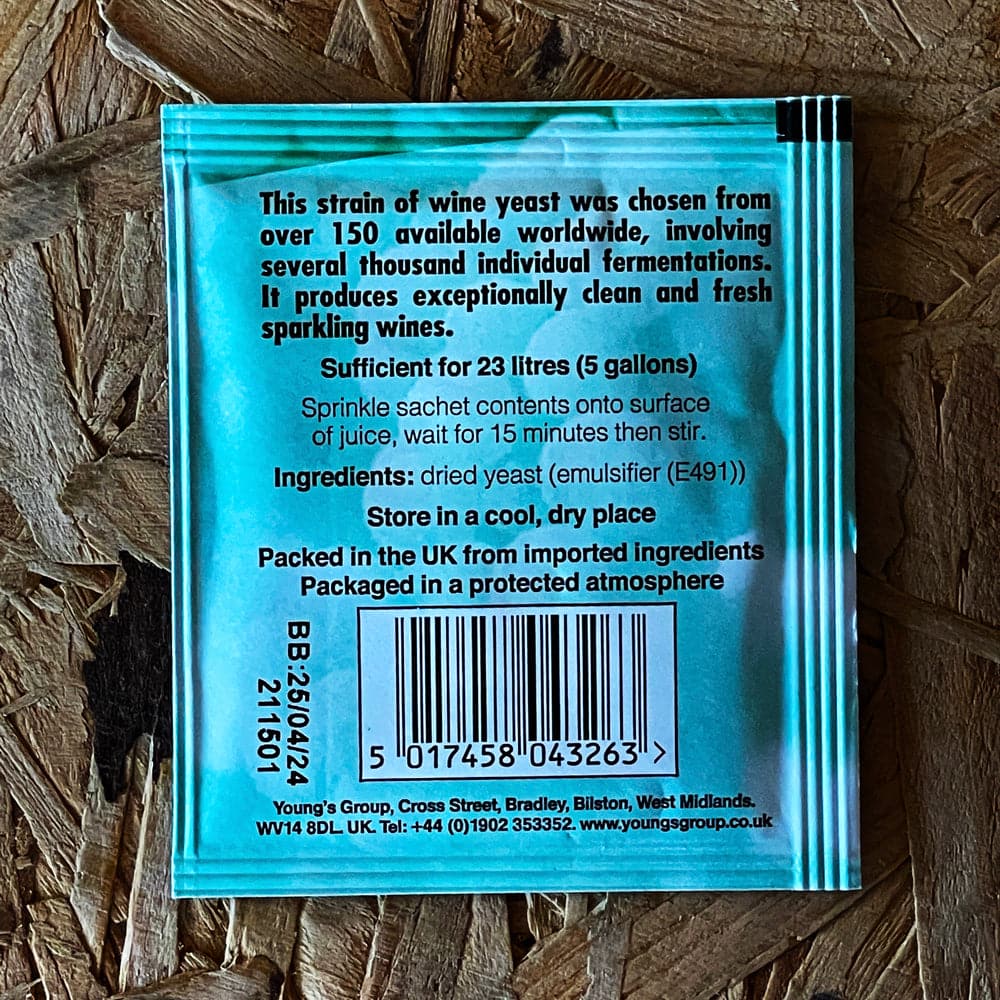 This strain of wine yeast was chosen from
over 150 available worldwide, involving
several thousand individual fermentations.
It produces exceptionally clean and fresh
sparkling wines.
Sufficient for 23 litres (5 gallons)
Sprinkle sachet contents onto surface
of juice, wait for 15 minutes then stir.
Ingredients: dried yeast (emulsifier (E491))
Store in a cool, dry place
Packed in the UK from imported ingredients
Packaged in a protected atmosphere
BB:25/04/24
211501
5 017458 043263 >
Young's Group, Cross Street, Bradley, Bilston, West Midlands.
WV14 8DL. UK. Tel: +44 (0)1902 353352. www.youngsgroup.co.uk